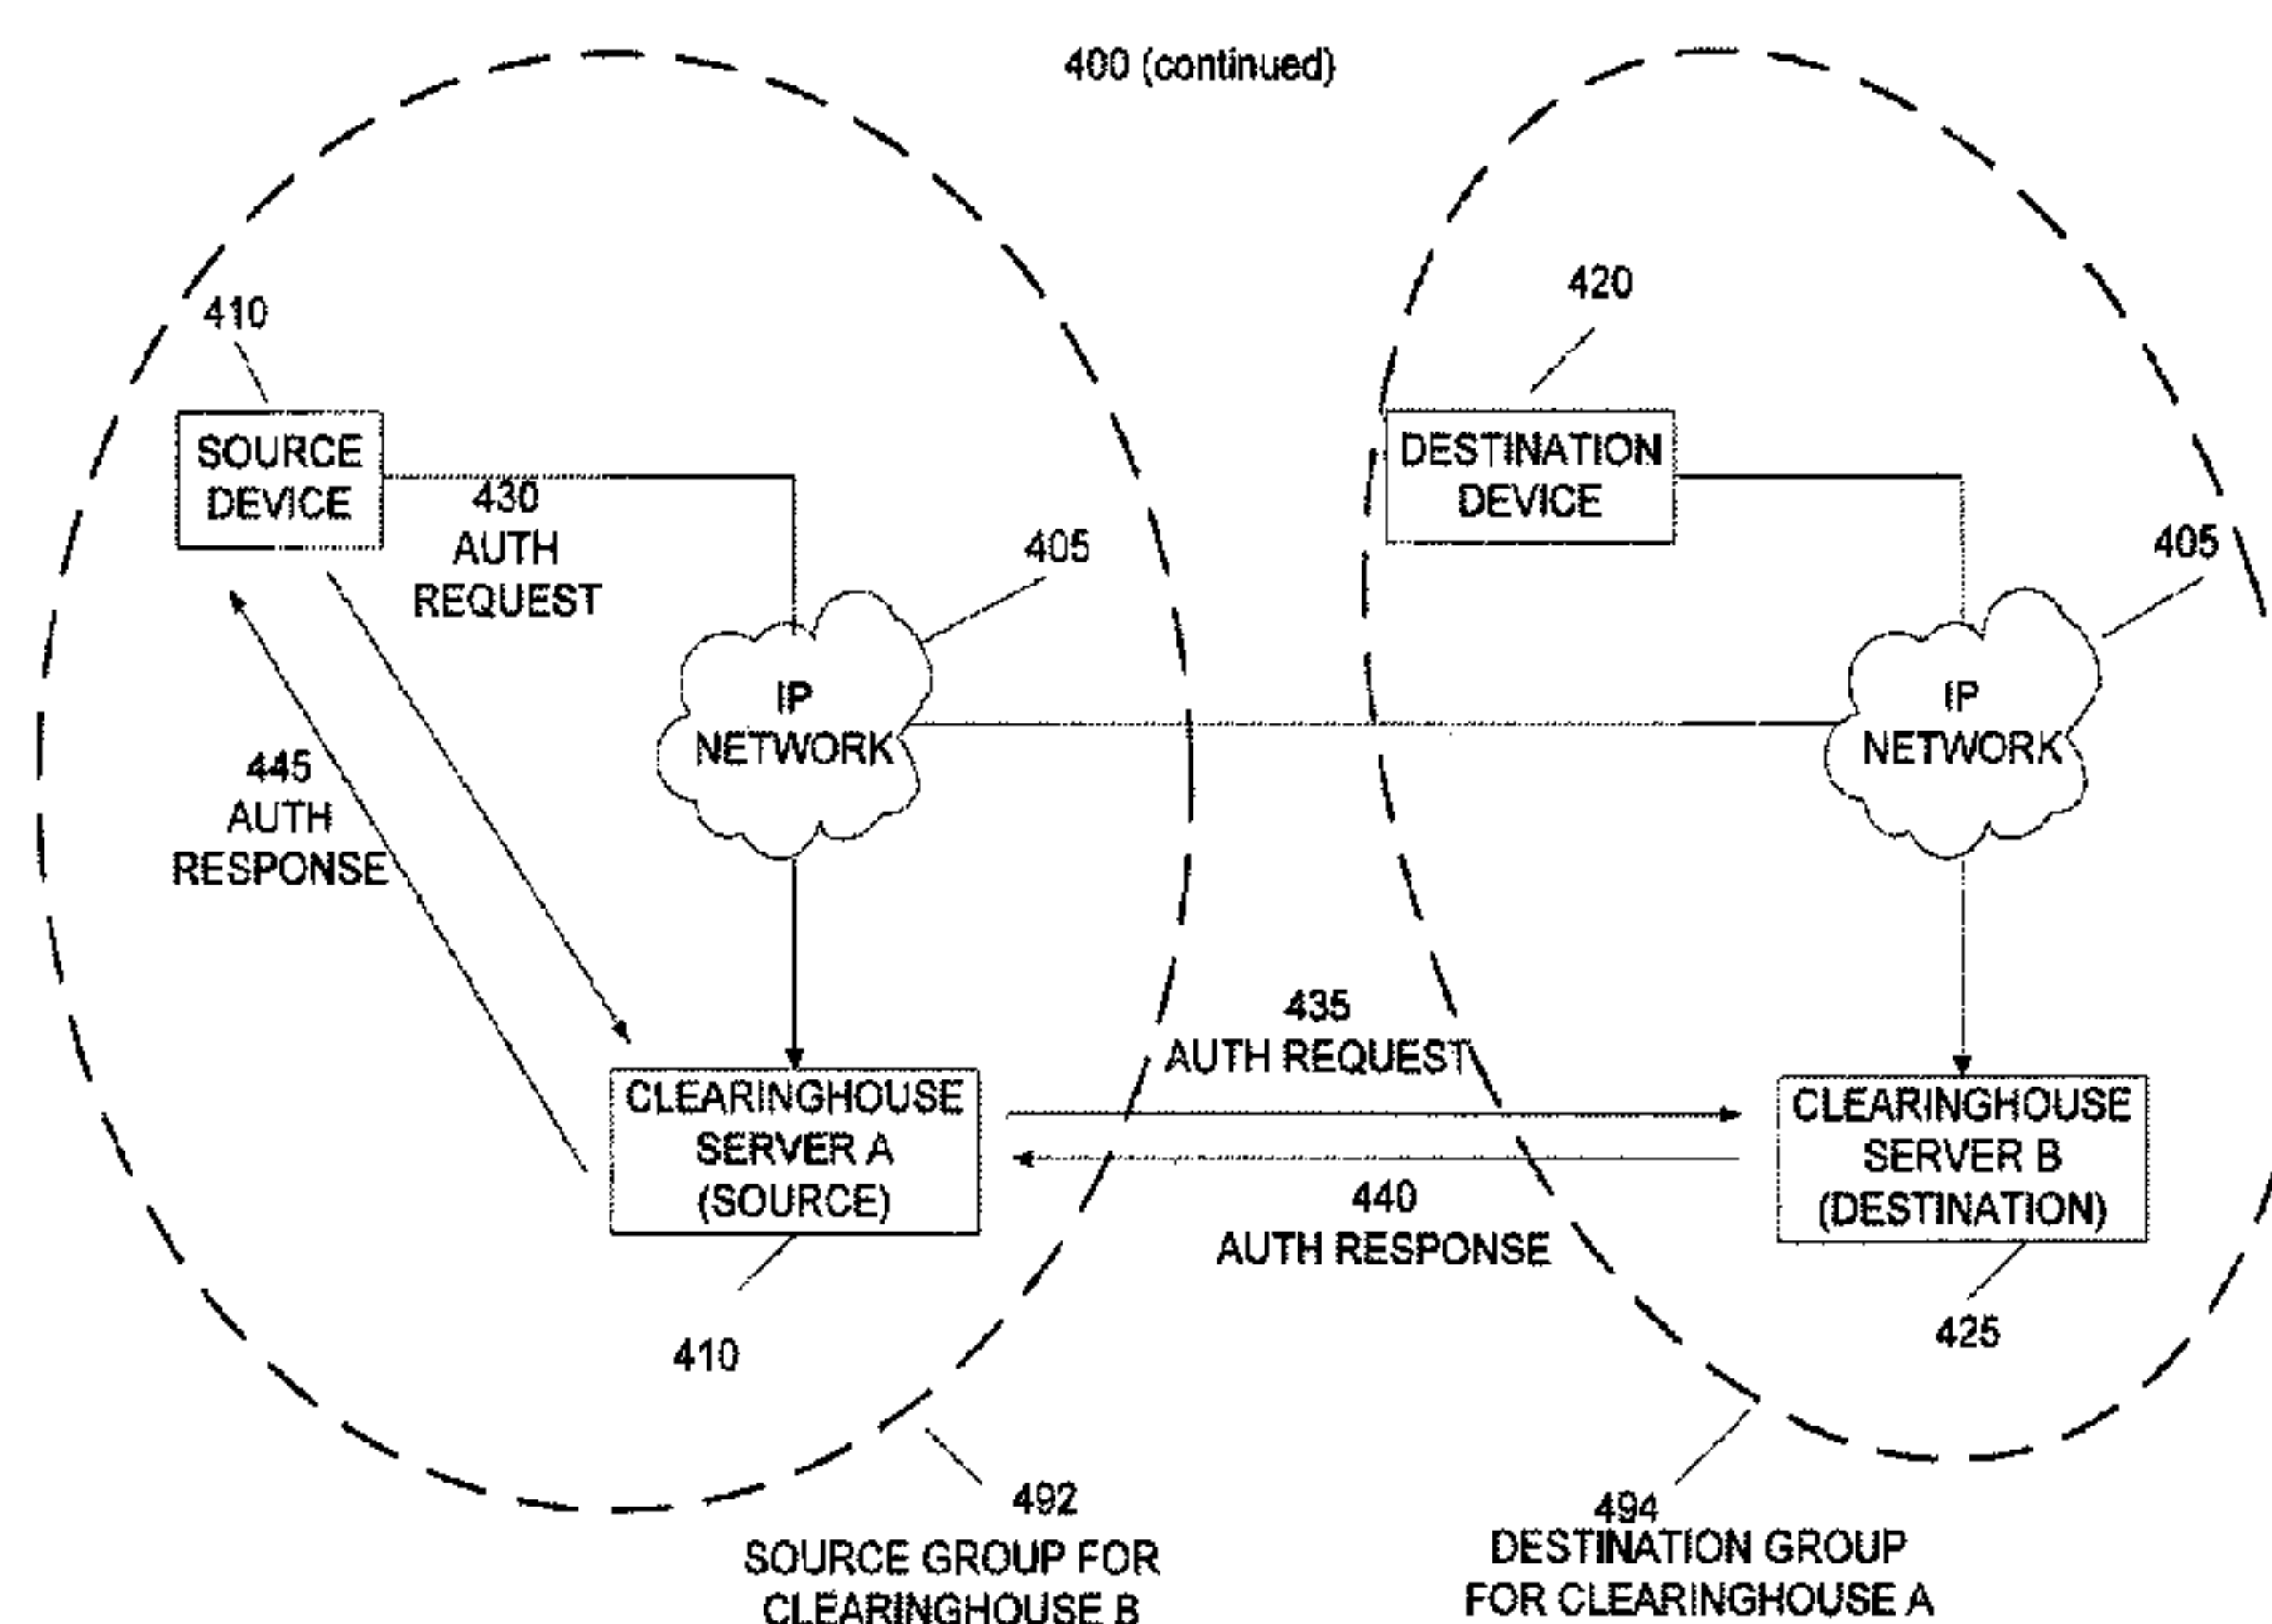 400 (continued)
410
SOURCE
DEVICE
430
AUTH
REQUEST
405
IP
NETWORK
445
AUTH
RESPONSE
CLEARINGHOUSE
SERVER A
(SOURCE)
410
420
DESTINATION
DEVICE
405
IP
NETWORK
435
AUTH REQUEST
440
AUTH RESPONSE
CLEARINGHOUSE
SERVER B
(DESTINATION)
425
492
SOURCE GROUP FOR
CLEARINGHOUSE B
494
DESTINATION GROUP
FOR CLEARINGHOUSE A